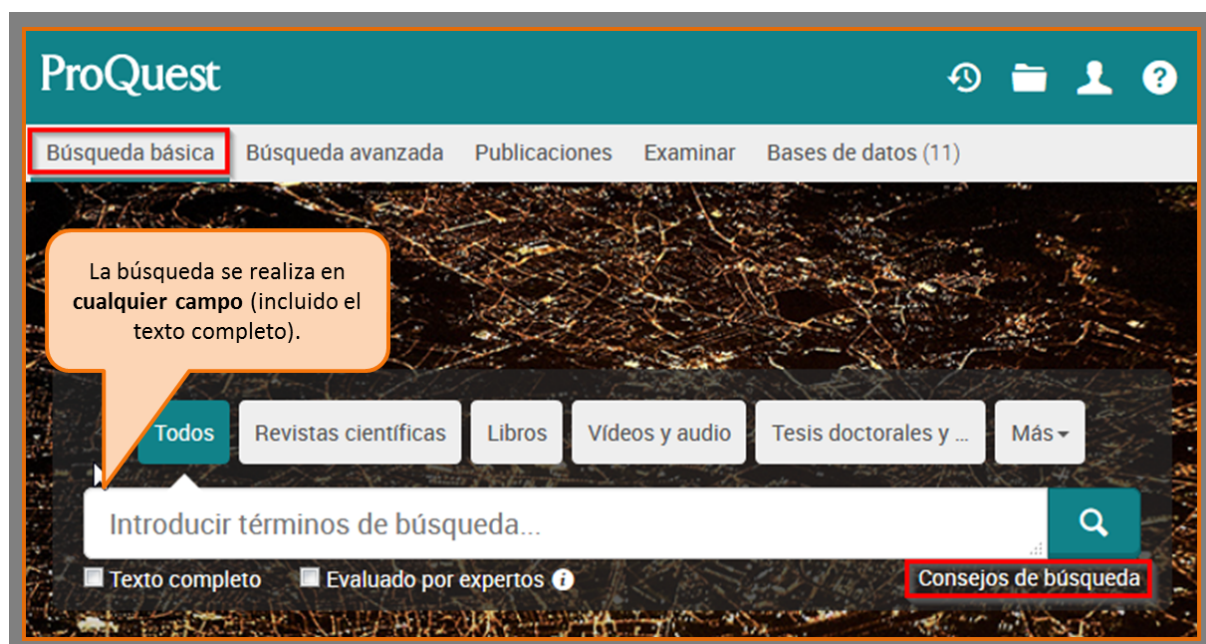 ProQuest
Búsqueda básica Búsqueda avanzada Publicaciones Examinar Bases de datos (11)
La búsqueda se realiza en
cualquier campo (incluido el
texto completo).
Todos Revistas científicas Libros Vídeos y audio Tesis doctorales y ... Más
Introducir términos de búsqueda...
Texto completo Evaluado por expertos
Consejos de búsqueda